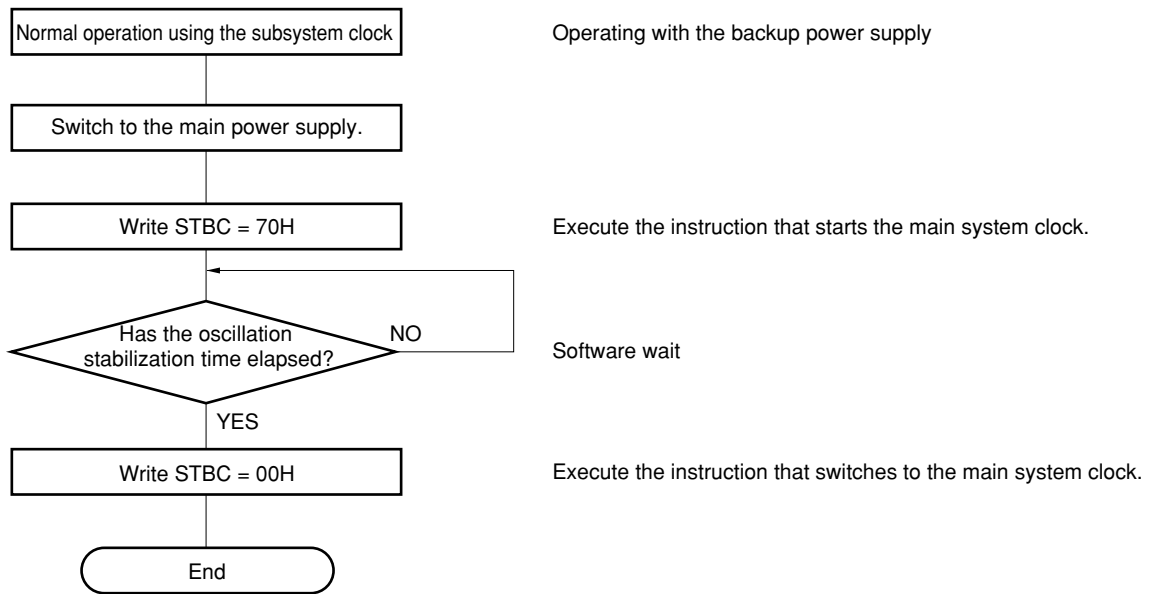 Normal operation using the subsystem clock
Operating with the backup power supply
Switch to the main power supply.
Write STBC = 70H
Execute the instruction that starts the main system clock.
Has the oscillation
stabilization time elapsed?
NO
Software wait
YES
Write STBC = 00H
Execute the instruction that switches to the main system clock.
End